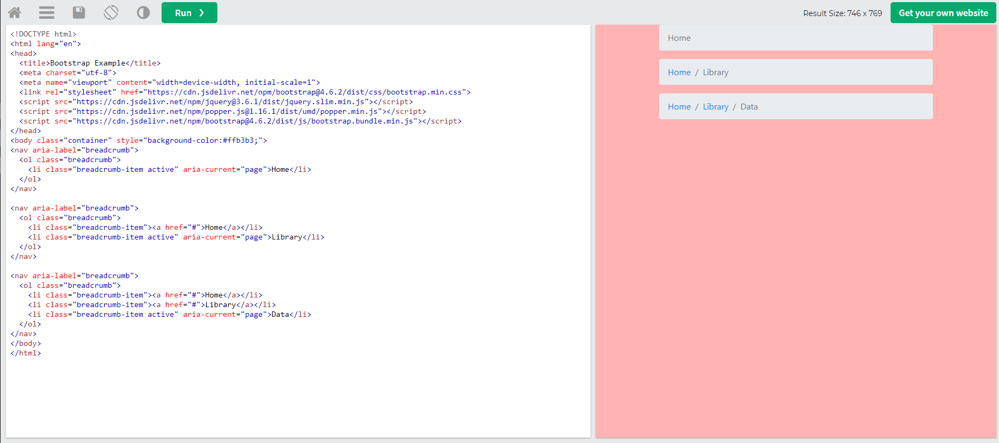 Run ❯
Result Size: 746 x 769
Get your own website
<!DOCTYPE html>
<html lang="en">
<head>
  <title>Bootstrap Example</title>
  <meta charset="utf-8">
  <meta name="viewport" content="width=device-width, initial-scale=1">
  <link rel="stylesheet" href="https://cdn.jsdelivr.net/npm/bootstrap@4.6.2/dist/css/bootstrap.min.css">
  <script src="https://cdn.jsdelivr.net/npm/jquery@3.6.1/dist/jquery.slim.min.js"></script>
  <script src="https://cdn.jsdelivr.net/npm/popper.js@1.16.1/dist/umd/popper.min.js"></script>
  <script src="https://cdn.jsdelivr.net/npm/bootstrap@4.6.2/dist/js/bootstrap.bundle.min.js"></script>
</head>
<body class="container" style="background-color:#ffb3b3;">
<nav aria-label="breadcrumb">
  <ol class="breadcrumb">
    <li class="breadcrumb-item active" aria-current="page">Home</li>
  </ol>
</nav>

<nav aria-label="breadcrumb">
  <ol class="breadcrumb">
    <li class="breadcrumb-item"><a href="#">Home</a></li>
    <li class="breadcrumb-item active" aria-current="page">Library</li>
  </ol>
</nav>

<nav aria-label="breadcrumb">
  <ol class="breadcrumb">
    <li class="breadcrumb-item"><a href="#">Home</a></li>
    <li class="breadcrumb-item"><a href="#">Library</a></li>
    <li class="breadcrumb-item active" aria-current="page">Data</li>
  </ol>
</nav>
</body>
</html>
Home
Home / Library
Home / Library / Data